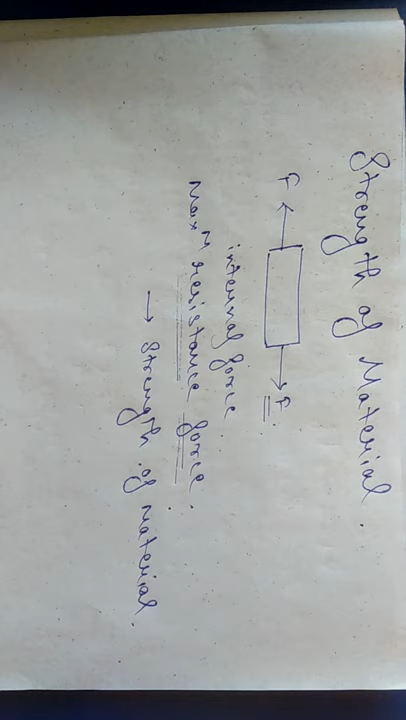 Strength of Material.
F F.
internal force.
Maxᵐ resistance force.
→ Strength of material.